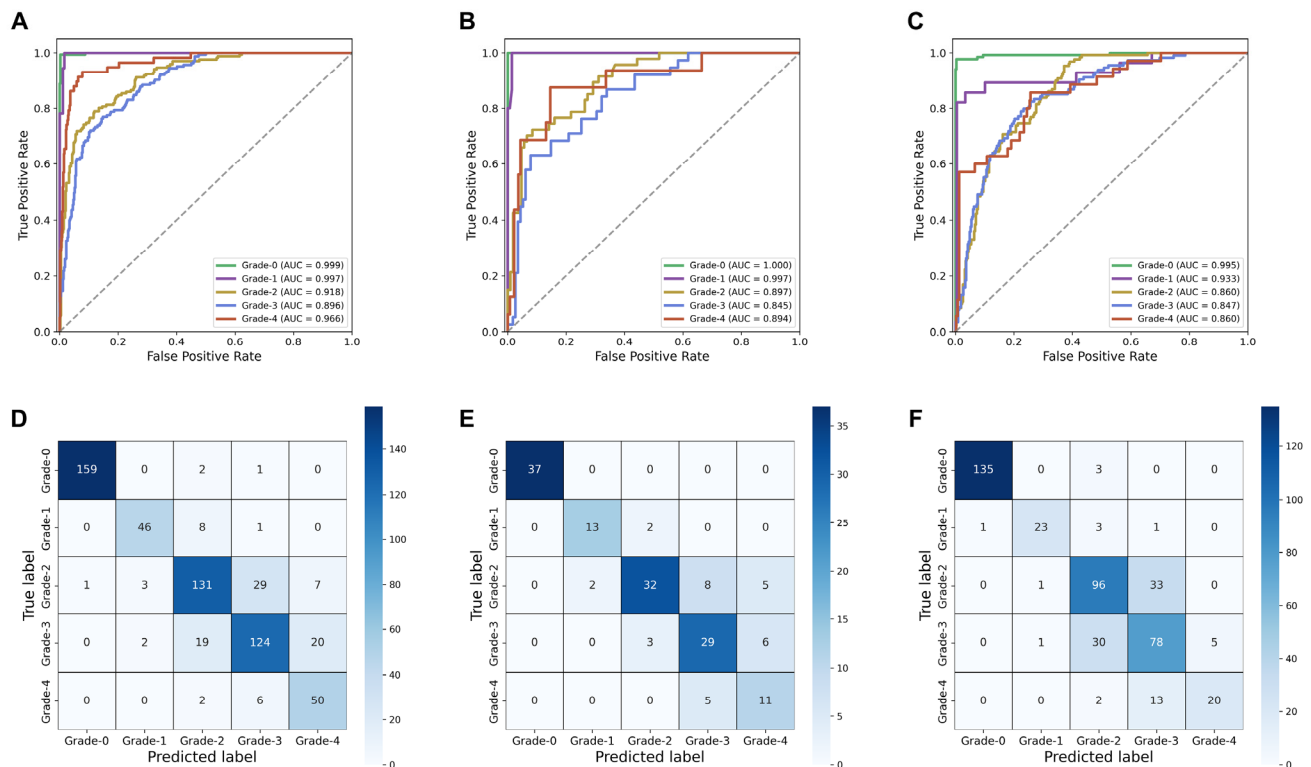 A
B
C
True Positive Rate
1.0
0.8
0.6
0.4
0.2
0.0
Grade-0 (AUC = 0.999)
Grade-1 (AUC = 0.997)
Grade-2 (AUC = 0.918)
Grade-3 (AUC = 0.896)
Grade-4 (AUC = 0.966)
0.0 0.2 0.4 0.6 0.8 1.0
False Positive Rate
True Positive Rate
1.0
0.8
0.6
0.4
0.2
0.0
Grade-0 (AUC = 1.000)
Grade-1 (AUC = 0.997)
Grade-2 (AUC = 0.897)
Grade-3 (AUC = 0.845)
Grade-4 (AUC = 0.894)
0.0 0.2 0.4 0.6 0.8 1.0
False Positive Rate
True Positive Rate
1.0
0.8
0.6
0.4
0.2
0.0
Grade-0 (AUC = 0.995)
Grade-1 (AUC = 0.933)
Grade-2 (AUC = 0.860)
Grade-3 (AUC = 0.847)
Grade-4 (AUC = 0.860)
0.0 0.2 0.4 0.6 0.8 1.0
False Positive Rate
D
True label
Grade-0 159 0 2 1 0
Grade-1 0 46 8 1 0
Grade-2 1 3 131 29 7
Grade-3 0 2 19 124 20
Grade-4 0 0 2 6 50
Grade-0 Grade-1 Grade-2 Grade-3 Grade-4
Predicted label
140
120
100
80
60
40
20
0
E
True label
Grade-0 37 0 0 0 0
Grade-1 0 13 2 0 0
Grade-2 0 2 32 8 5
Grade-3 0 0 3 29 6
Grade-4 0 0 0 5 11
Grade-0 Grade-1 Grade-2 Grade-3 Grade-4
Predicted label
35
30
25
20
15
10
5
0
F
True label
Grade-0 135 0 3 0 0
Grade-1 1 23 3 1 0
Grade-2 0 1 96 33 0
Grade-3 0 1 30 78 5
Grade-4 0 0 2 13 20
Grade-0 Grade-1 Grade-2 Grade-3 Grade-4
Predicted label
120
100
80
60
40
20
0